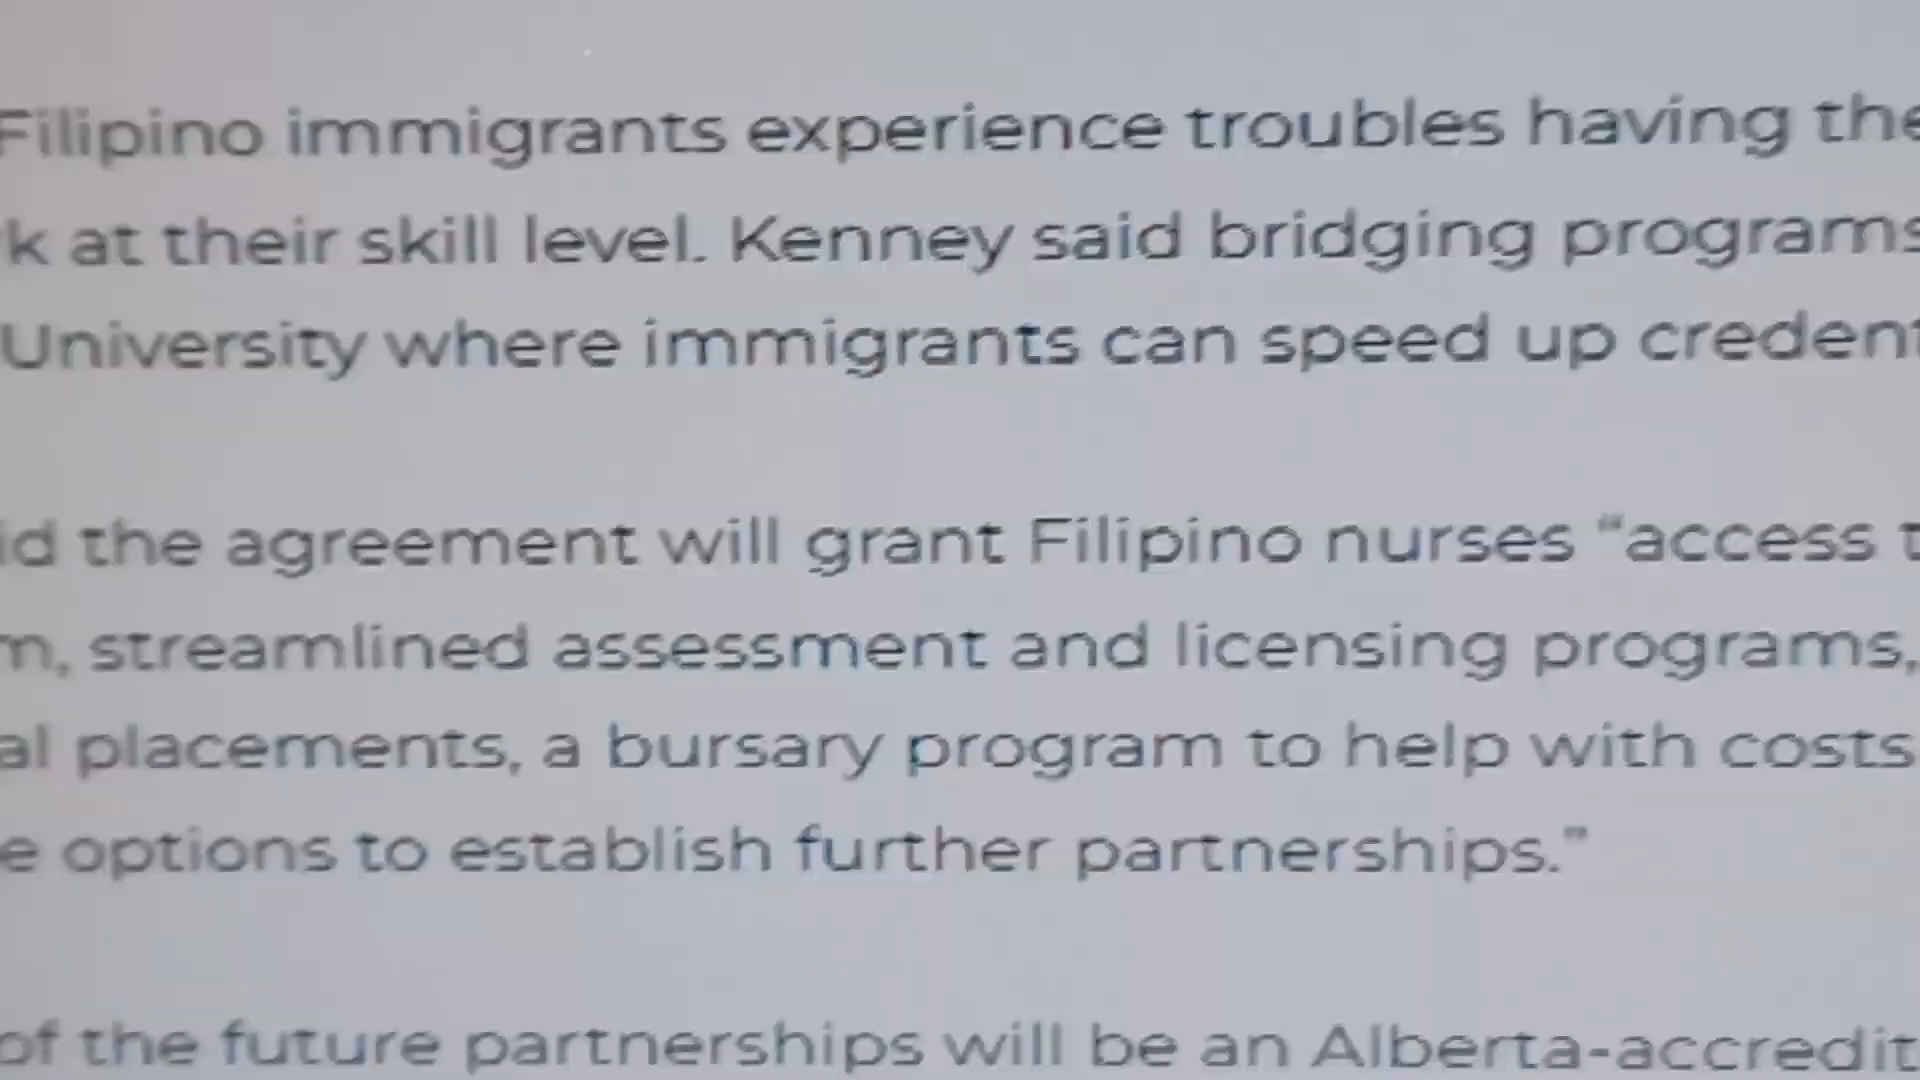 Filipino immigrants experience troubles having the
k at their skill level. Kenney said bridging programs
University where immigrants can speed up credent
id the agreement will grant Filipino nurses “access t
m, streamlined assessment and licensing programs,
al placements, a bursary program to help with costs
e options to establish further partnerships.”
of the future partnerships will be an Alberta-accredit